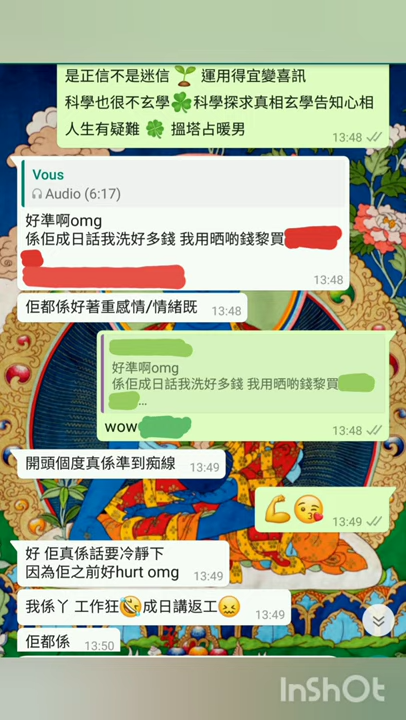 是正信不是迷信🌱 運用得宜變喜訊
科學也很不玄學🍀科學探求真相玄學告知心相
人生有疑難 🍀 搵塔占暖男
13:48
Vous
Audio (6:17)
好準啊omg
係佢成日話我洗好多錢 我用晒啲錢黎買
13:48
佢都係好著重感情/情緒既 13:48
好準啊omg
係佢成日話我洗好多錢 我用晒啲錢黎買
...
wow
13:48
開頭個度真係準到痴線 13:49
💪😘 13:49
好 佢真係話要冷靜下
因為佢之前好hurt omg 13:49
我係丫 工作狂🤣成日講返工😖 13:49
佢都係 13:50
InShOt